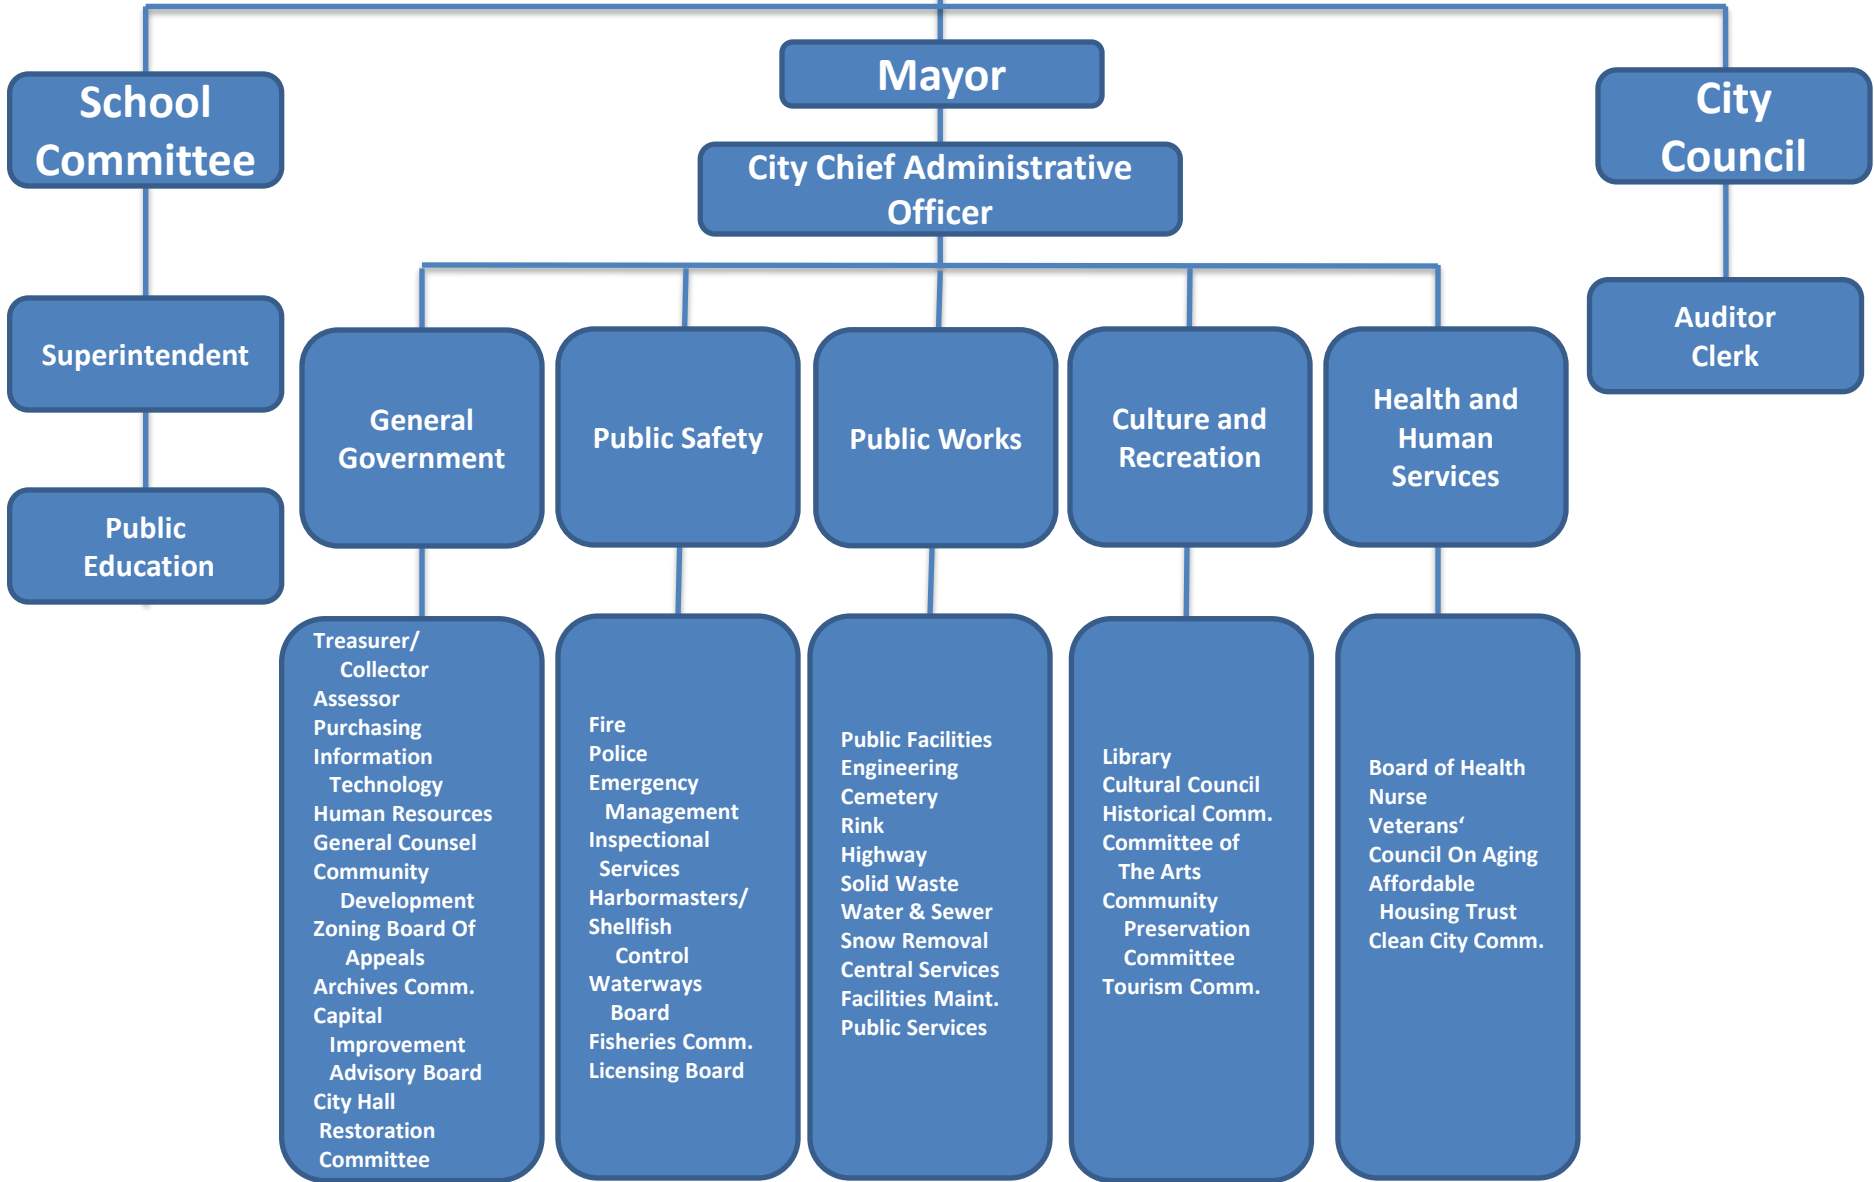 Mayor
School
Committee
City
Council
City Chief Administrative
Officer
Superintendent
Auditor
Clerk
Public
Education
General
Government
Public Safety
Public Works
Culture and
Recreation
Health and
Human
Services
Treasurer/
Collector
Assessor
Purchasing
Information
Technology
Human Resources
General Counsel
Community
Development
Zoning Board Of
Appeals
Archives Comm.
Capital
Improvement
Advisory Board
City Hall
Restoration
Committee
Fire
Police
Emergency
Management
Inspectional
Services
Harbormasters/
Shellfish
Control
Waterways
Board
Fisheries Comm.
Licensing Board
Public Facilities
Engineering
Cemetery
Rink
Highway
Solid Waste
Water & Sewer
Snow Removal
Central Services
Facilities Maint.
Public Services
Library
Cultural Council
Historical Comm.
Committee of
The Arts
Community
Preservation
Committee
Tourism Comm.
Board of Health
Nurse
Veterans‘
Council On Aging
Affordable
Housing Trust
Clean City Comm.